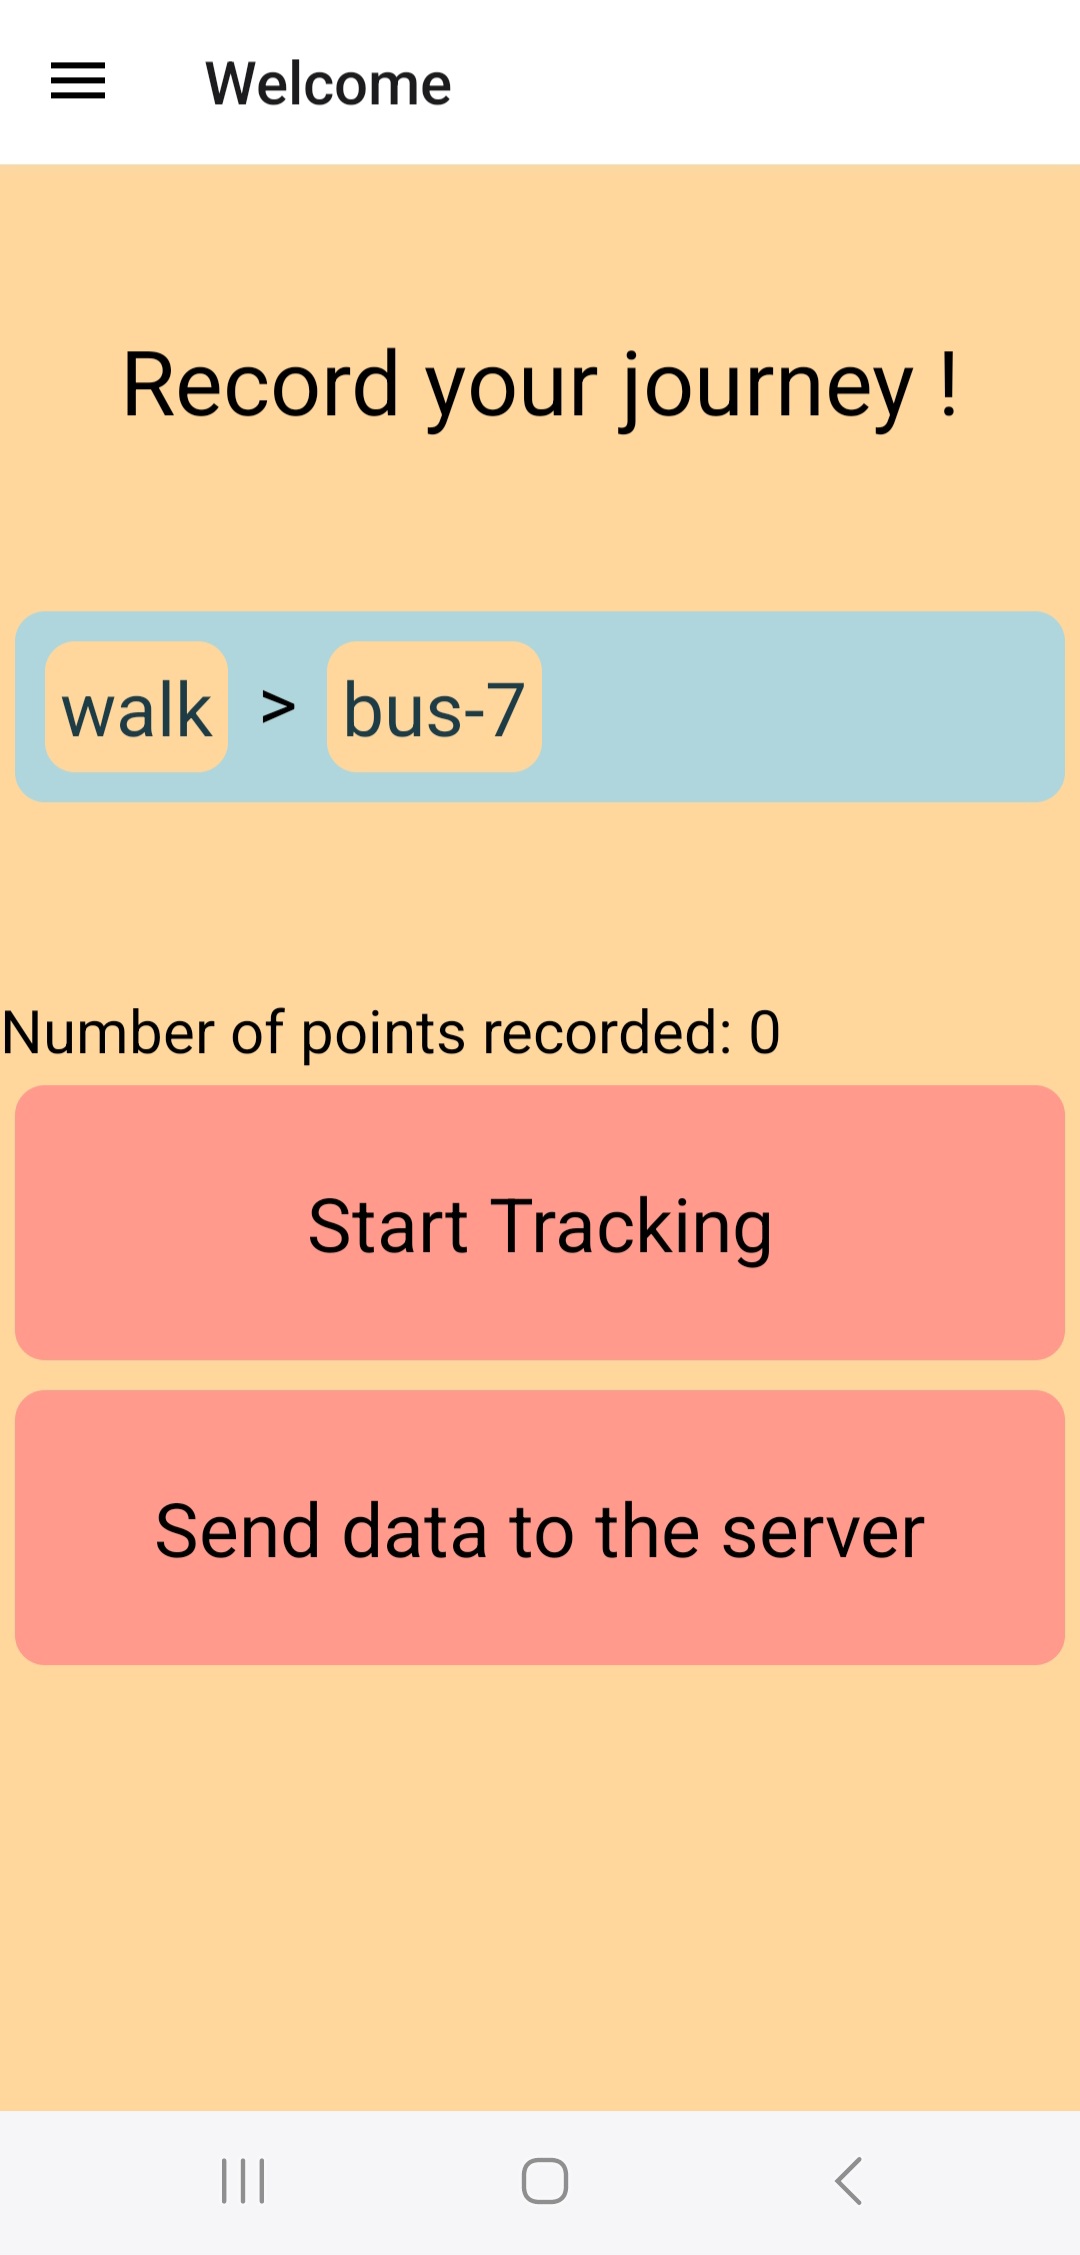 Welcome
Record your journey !
walk > bus-7
Number of points recorded: 0
Start Tracking
Send data to the server